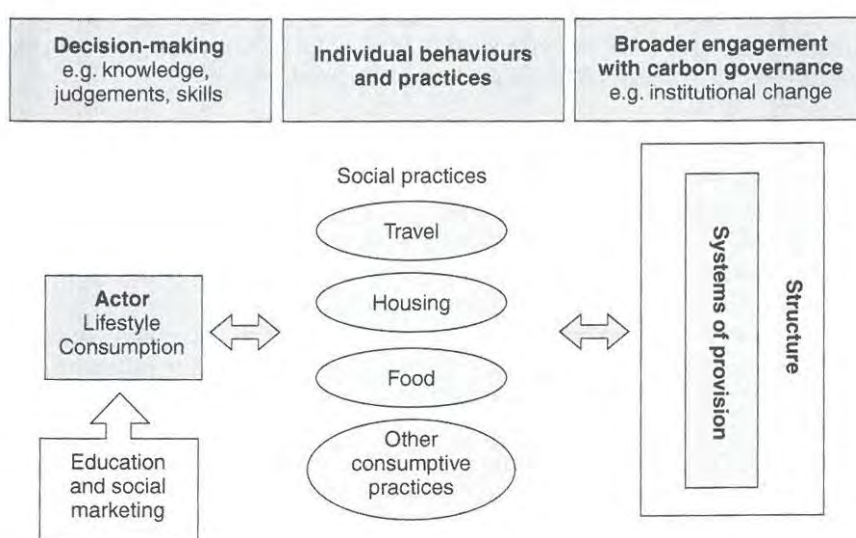 Decision-making
e.g. knowledge,
judgements, skills
Individual behaviours
and practices
Broader engagement
with carbon governance
e.g. institutional change
Social practices
Travel
Housing
Food
Other
consumptive
practices
Actor
Lifestyle
Consumption
Education
and social
marketing
Systems of provision
Structure